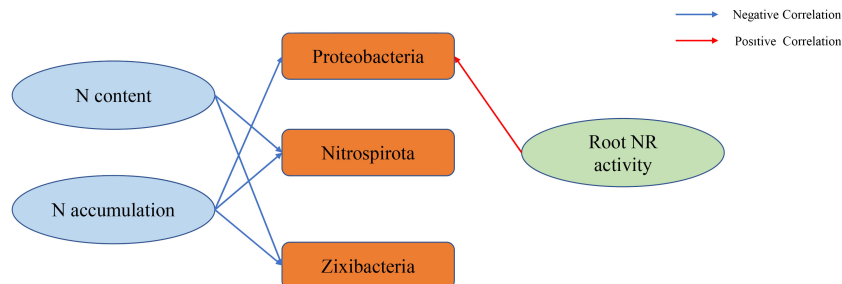 Negative Correlation
Positive Correlation
Proteobacteria
N content
Nitrospirota
Root NR
activity
N accumulation
Zixibacteria